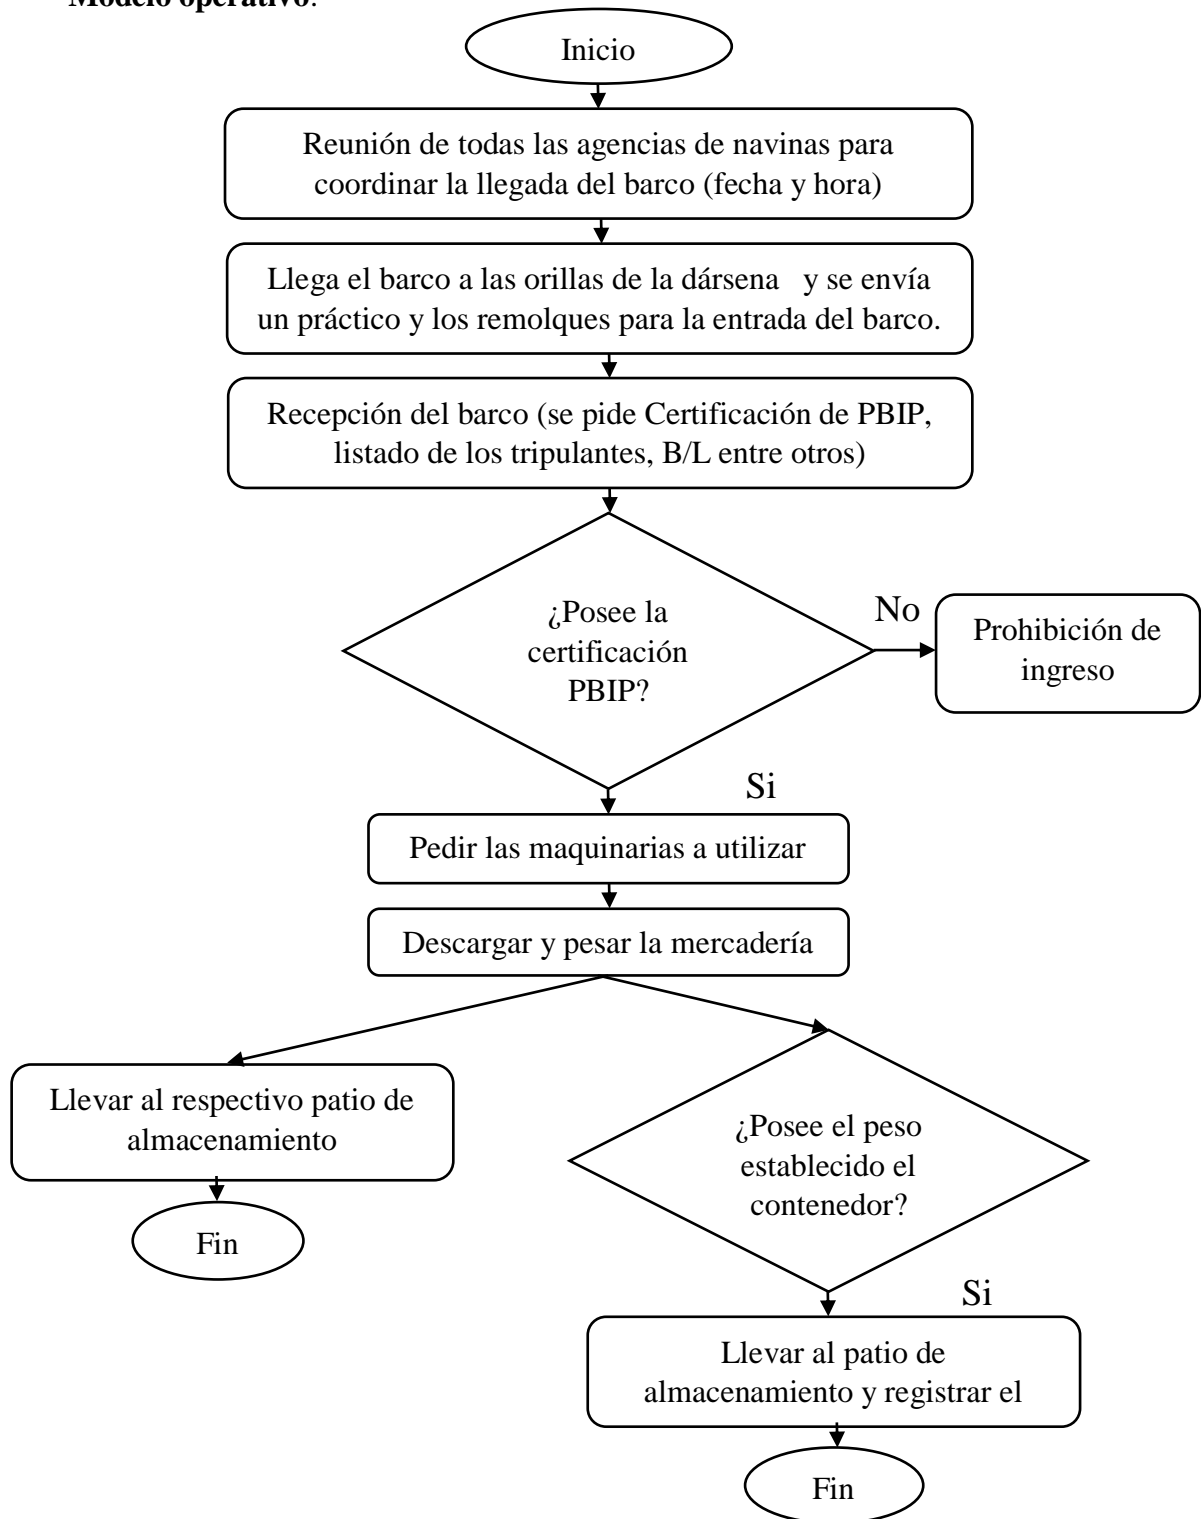 Modelo operativo.
Inicio
Reunión de todas las agencias de navinas para
coordinar la llegada del barco (fecha y hora)
Llega el barco a las orillas de la dársena y se envía
un práctico y los remolques para la entrada del barco.
Recepción del barco (se pide Certificación de PBIP,
listado de los tripulantes, B/L entre otros)
¿Posee la
certificación
PBIP?
No
Prohibición de
ingreso
Si
Pedir las maquinarias a utilizar
Descargar y pesar la mercadería
Llevar al respectivo patio de
almacenamiento
Fin
¿Posee el peso
establecido el
contenedor?
Si
Llevar al patio de
almacenamiento y registrar el
Fin